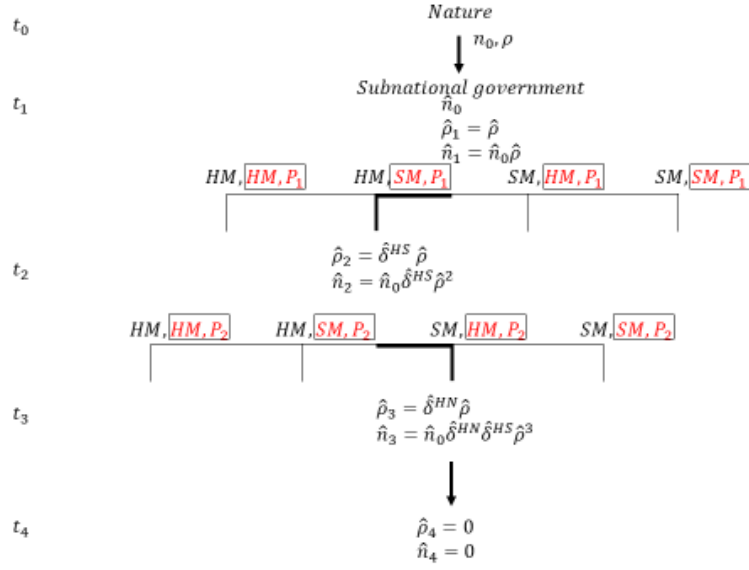 t₀ Nature
n₀, ρ
Subnational government
t₁ n̂₀
ρ̂₁ = ρ̂
n̂₁ = n̂₀ρ̂
HM, HM, P₁ HM, SM, P₁ SM, HM, P₁ SM, SM, P₁
t₂ ρ̂₂ = δ̂ᴴˢ ρ̂
n̂₂ = n̂₀δ̂ᴴˢρ̂²
HM, HM, P₂ HM, SM, P₂ SM, HM, P₂ SM, SM, P₂
t₃ ρ̂₃ = δ̂ᴴᴺρ̂
n̂₃ = n̂₀δ̂ᴴᴺδ̂ᴴˢρ̂³
t₄ ρ̂₄ = 0
n̂₄ = 0